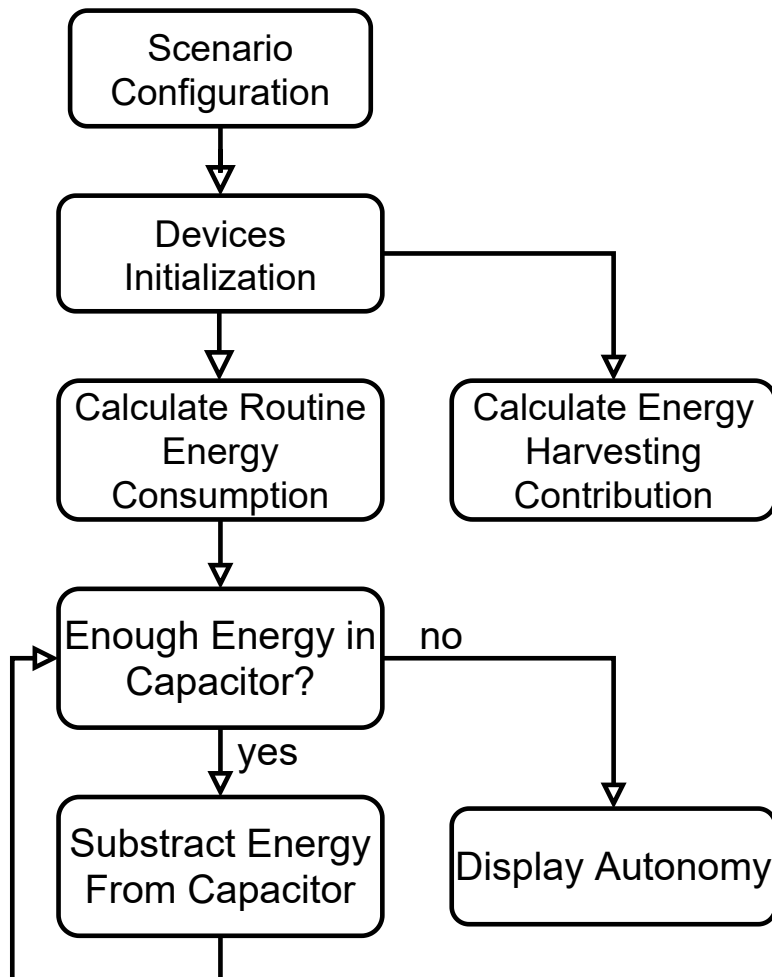 Scenario
Configuration
Devices
Initialization
Calculate Routine
Energy
Consumption
Calculate Energy
Harvesting
Contribution
Enough Energy in
Capacitor?
no
yes
Substract Energy
From Capacitor
Display Autonomy